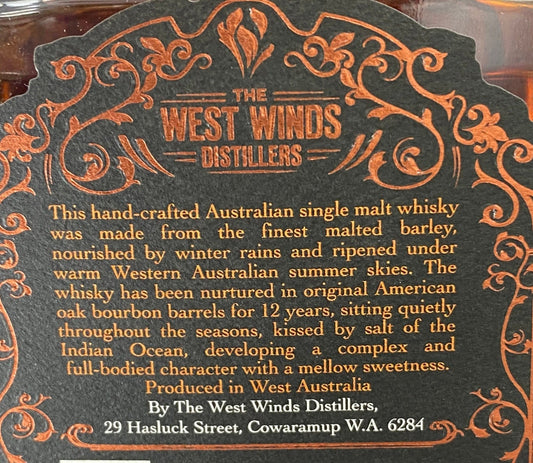 THE
WEST WINDS
DISTILLERS
This hand-crafted Australian single malt whisky
was made from the finest malted barley,
nourished by winter rains and ripened under
warm Western Australian summer skies. The
whisky has been nurtured in original American
oak bourbon barrels for 12 years, sitting quietly
throughout the seasons, kissed by salt of the
Indian Ocean, developing a complex and
full-bodied character with a mellow sweetness.
Produced in West Australia
By The West Winds Distillers,
29 Hasluck Street, Cowaramup W.A. 6284